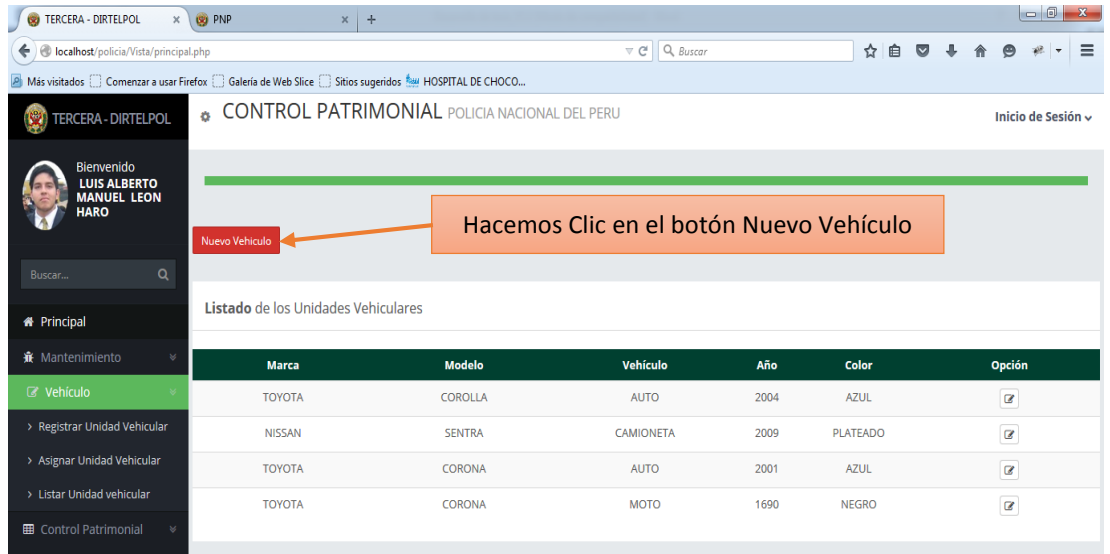 TERCERA - DIRTELPOL x PNP x +
localhost/policia/Vista/principal.php Buscar
Más visitados Comenzar a usar Firefox Galería de Web Slice Sitios sugeridos HOSPITAL DE CHOCO...
TERCERA - DIRTELPOL
CONTROL PATRIMONIAL POLICIA NACIONAL DEL PERU
Inicio de Sesión
Bienvenido
LUIS ALBERTO
MANUEL LEON
HARO
Hacemos Clic en el botón Nuevo Vehículo
Nuevo Vehiculo
Buscar...
Listado de los Unidades Vehiculares
Principal
Mantenimiento
Vehículo
> Registrar Unidad Vehicular
> Asignar Unidad Vehicular
> Listar Unidad vehicular
Control Patrimonial
Marca Modelo Vehículo Año Color Opción
TOYOTA COROLLA AUTO 2004 AZUL
NISSAN SENTRA CAMIONETA 2009 PLATEADO
TOYOTA CORONA AUTO 2001 AZUL
TOYOTA CORONA MOTO 1690 NEGRO